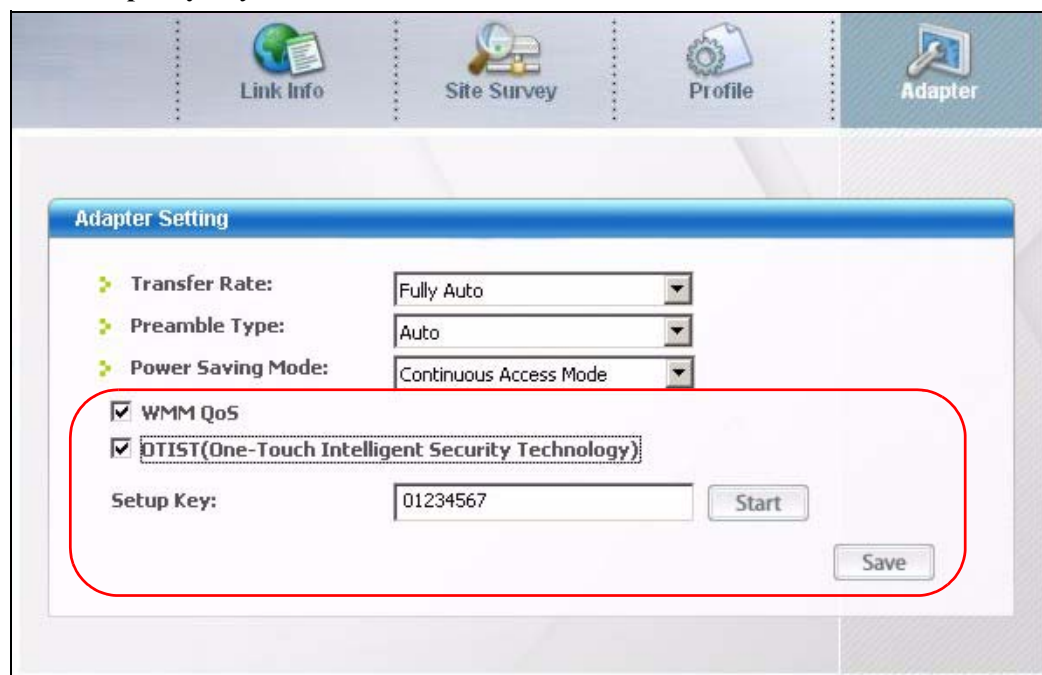 Link Info Site Survey Profile Adapter
Adapter Setting
Transfer Rate: Fully Auto
Preamble Type: Auto
Power Saving Mode: Continuous Access Mode
WMM QoS
OTIST(One-Touch Intelligent Security Technology)
Setup Key: 01234567 Start
Save